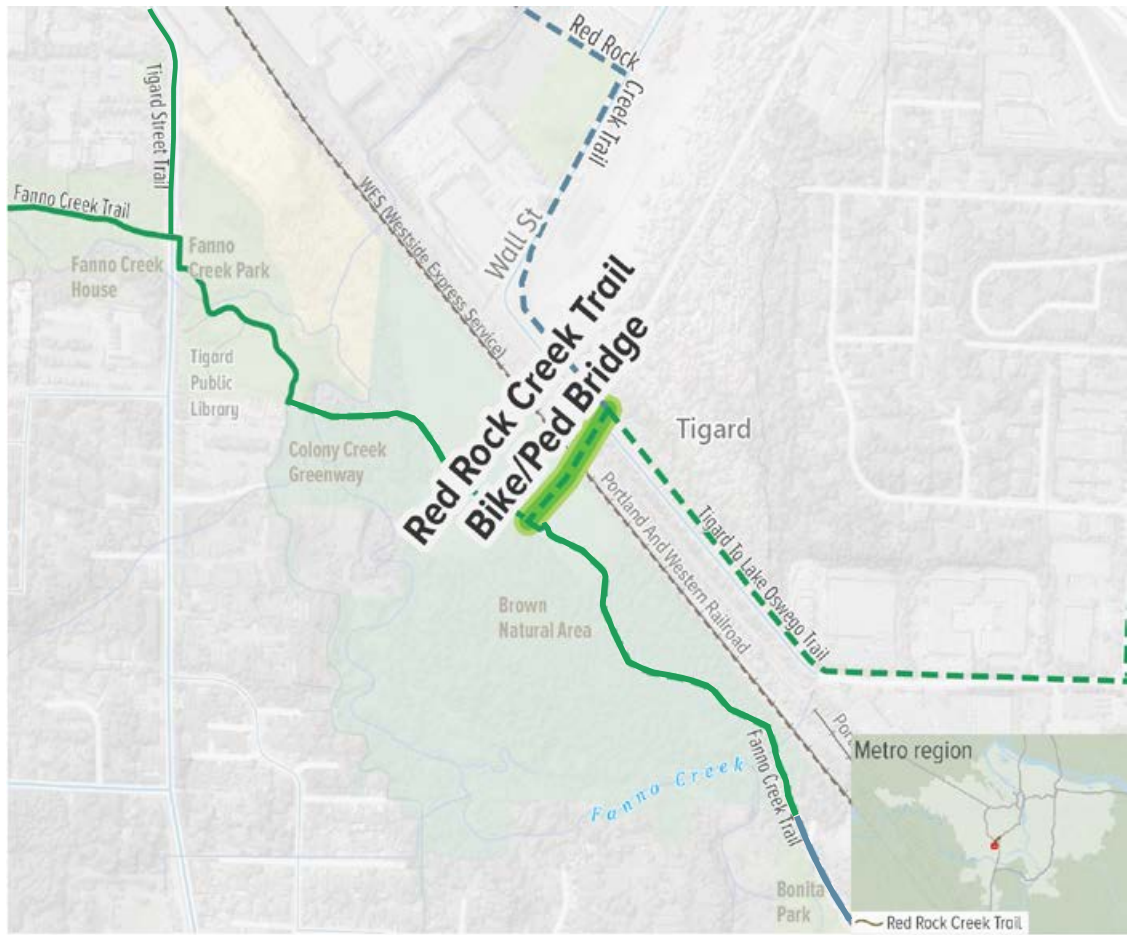 Red Rock
Creek Trail
Tigard Street Trail
Fanno Creek Trail
WES (Westside Express Service)
Wall St
Fanno
Creek Park
Fanno Creek
House
Red Rock Creek Trail
Bike/Ped Bridge
Tigard
Public
Library
Tigard
Colony Creek
Greenway
Portland And Western Railroad
Tigard To Lake Oswego Trail
Brown
Natural Area
Fanno Creek
Fanno Creek Trail
Metro region
Bonita
Park
Red Rock Creek Trail